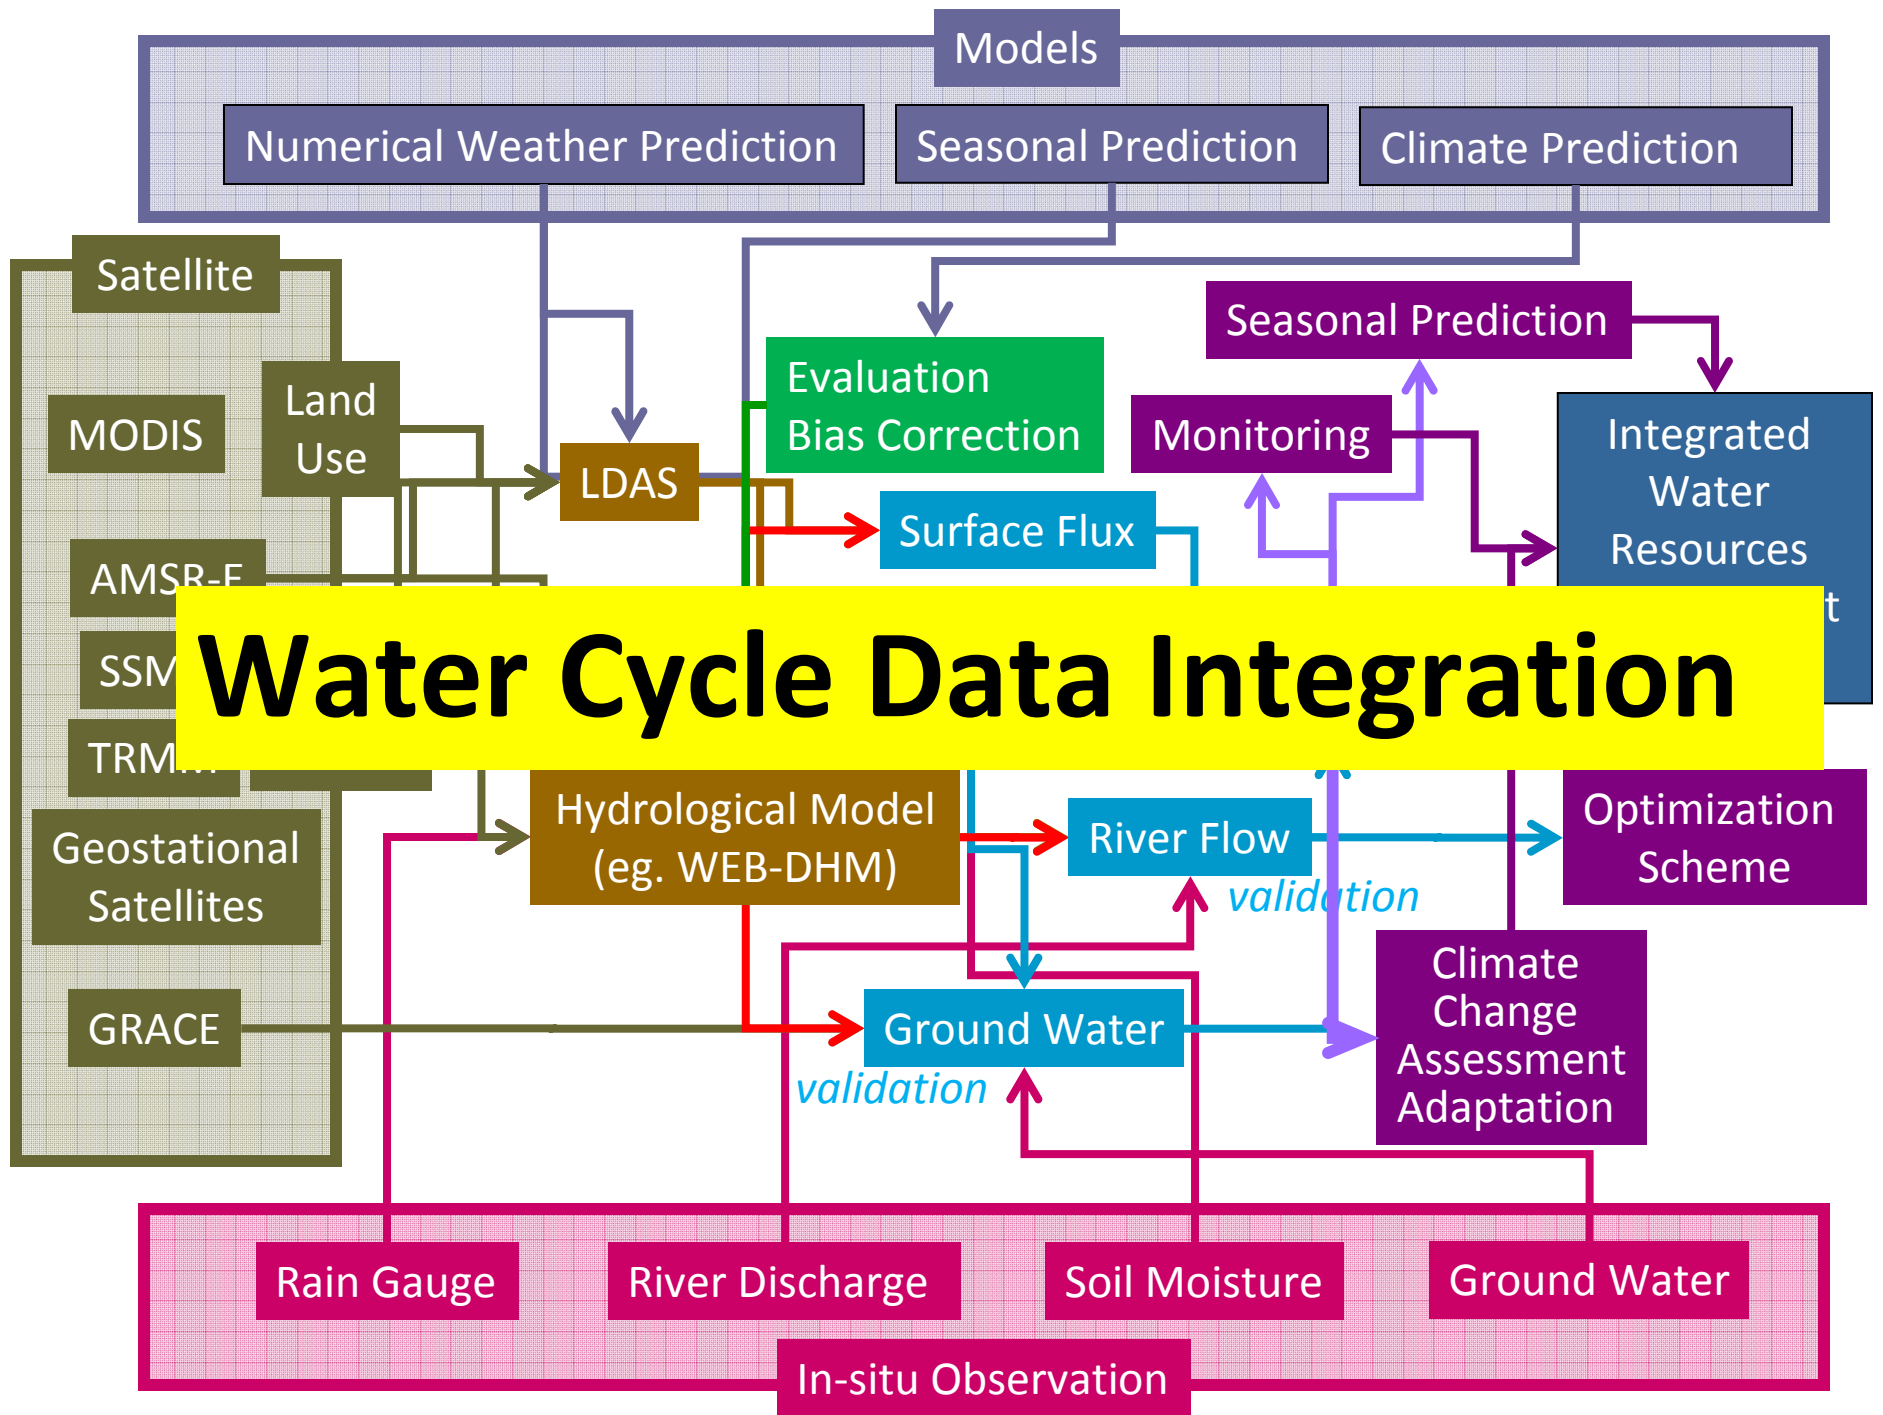 Models
Numerical Weather Prediction
Seasonal Prediction
Climate Prediction
Satellite
Land
Use
MODIS
Evaluation
Bias Correction
Seasonal Prediction
Monitoring
Integrated
Water
Resources
t
LDAS
Surface Flux
AMSR-E
SSM
TRMM
Water Cycle Data Integration
Geostational
Satellites
Hydrological Model
(eg. WEB-DHM)
River Flow
validation
Optimization
Scheme
GRACE
Ground Water
validation
Climate
Change
Assessment
Adaptation
Rain Gauge
River Discharge
Soil Moisture
Ground Water
In-situ Observation